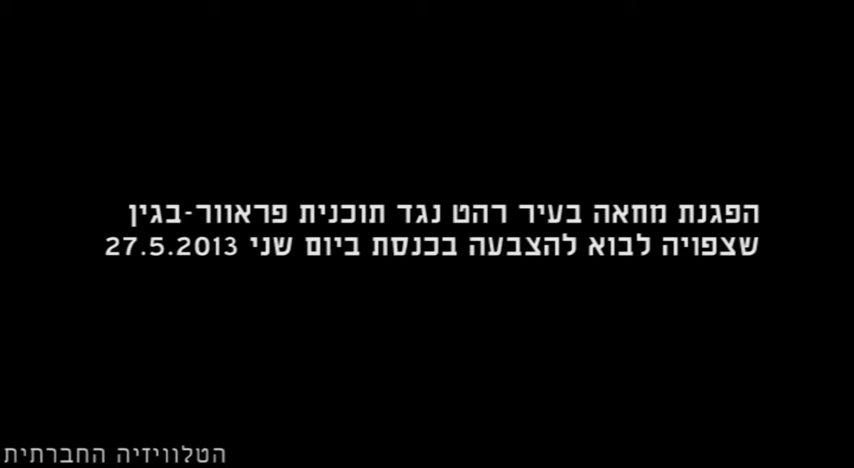 הפגנת מחאה בעיר רהט נגד תוכנית פראוור-בגין
שצפויה לבוא להצבעה בכנסת ביום שני 27.5.2013
הטלוויזיה החברתית